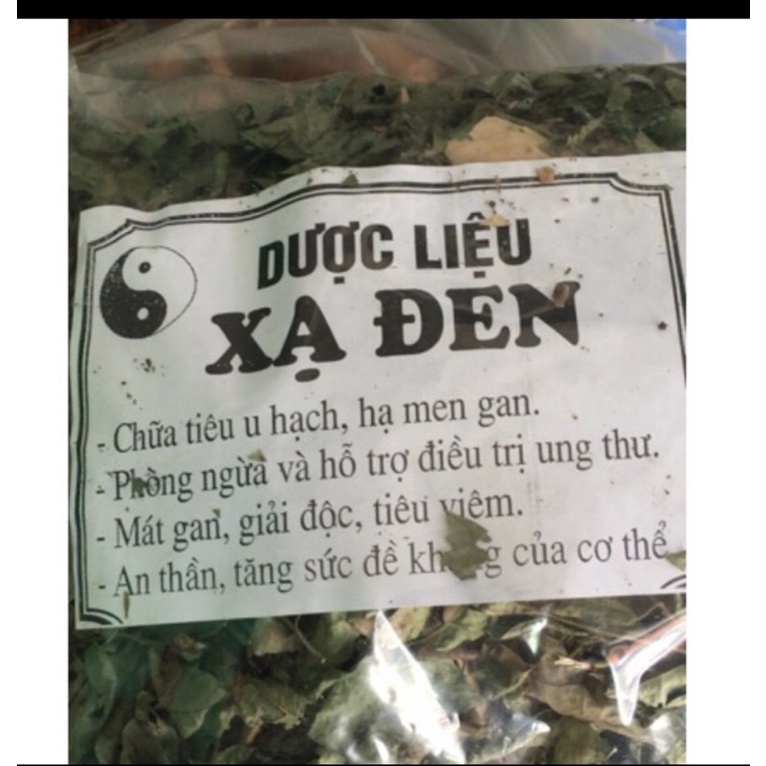 DƯỢC LIỆU
XẠ ĐEN
- Chữa tiêu u hạch, hạ men gan.
- Phòng ngừa và hỗ trợ điều trị ung thư.
- Mát gan, giải độc, tiêu viêm.
- An thần, tăng sức đề của cơ thể